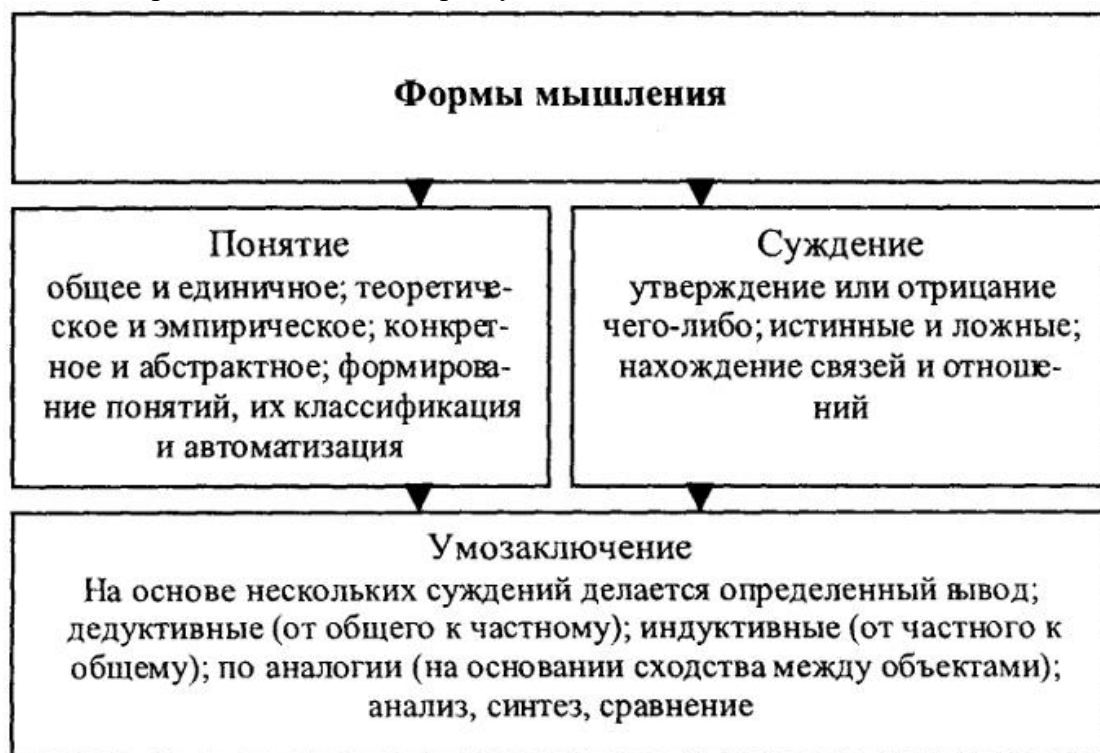 Формы мышления
Понятие
общее и единичное; теоретиче-
ское и эмпирическое; конкрет-
ное и абстрактное; формирова-
ние понятий, их классификация
и автоматизация
Суждение
утверждение или отрицание
чего-либо; истинные и ложные;
нахождение связей и отноше-
ний
Умозаключение
На основе нескольких суждений делается определенный вывод;
дедуктивные (от общего к частному); индуктивные (от частного к
общему); по аналогии (на основании сходства между объектами);
анализ, синтез, сравнение